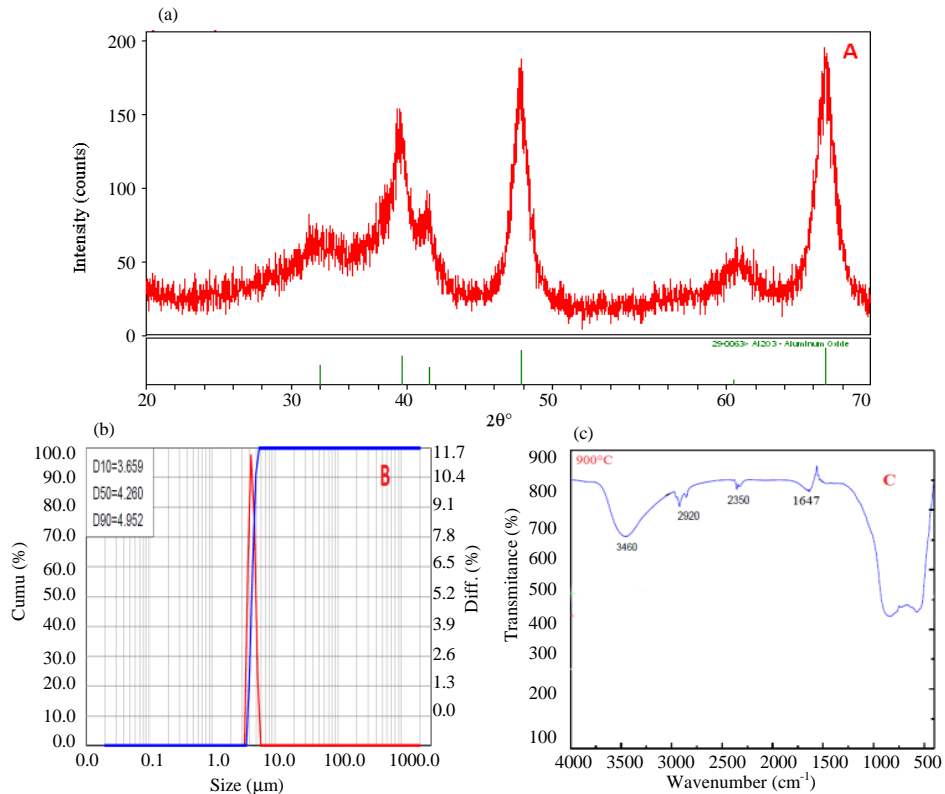 (a)
A
Intensity (counts)
200
150
100
50
0
29-0063> Al2O3 - Aluminum Oxide
20 30 40 50 60 70
2θ°
(b)
B
D10=3.659
D50=4.260
D90=4.952
Cumu (%)
100.0
90.0
80.0
70.0
60.0
50.0
40.0
30.0
20.0
10.0
0.0
Diff. (%)
11.7
10.4
9.1
7.8
6.5
5.2
3.9
2.6
1.3
0.0
0.0 0.1 1.0 10.0 100.0 1000.0
Size (µm)
(c)
900°C
C
Transmitance (%)
900
800
700
600
500
400
300
200
100
3460
2920
2350
1647
4000 3500 3000 2500 2000 1500 900 400
Wavenumber (cm-1)